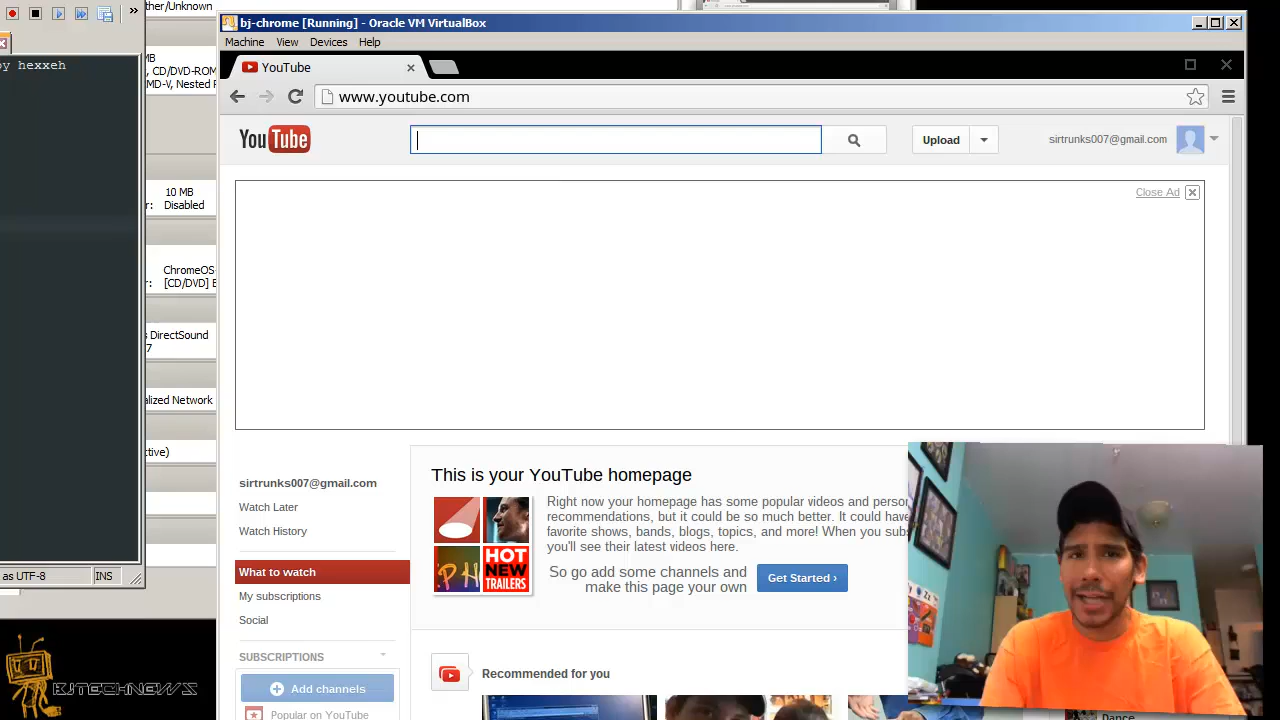 ther/Unknown
by hexxeh
MB
, CD/DVD-ROM
MD-V, Nested P
10 MB
r: Disabled
ChromeOS
r: [CD/DVD] E
s DirectSound
7
alized Network
ctive)
as UTF-8 INS
BJTECHNEWS
bj-chrome [Running] - Oracle VM VirtualBox
Machine View Devices Help
YouTube
www.youtube.com
YouTube
Upload
sirtrunks007@gmail.com
Close Ad
sirtrunks007@gmail.com
Watch Later
Watch History
What to watch
My subscriptions
Social
SUBSCRIPTIONS
Add channels
Popular on YouTube
This is your YouTube homepage
Right now your homepage has some popular videos and person
recommendations, but it could be so much better. It could have
favorite shows, bands, blogs, topics, and more! When you subs
you'll see their latest videos here.
So go add some channels and
make this page your own
Get Started ›
PH
HOT
NEW
TRAILERS
Recommended for you
Dance